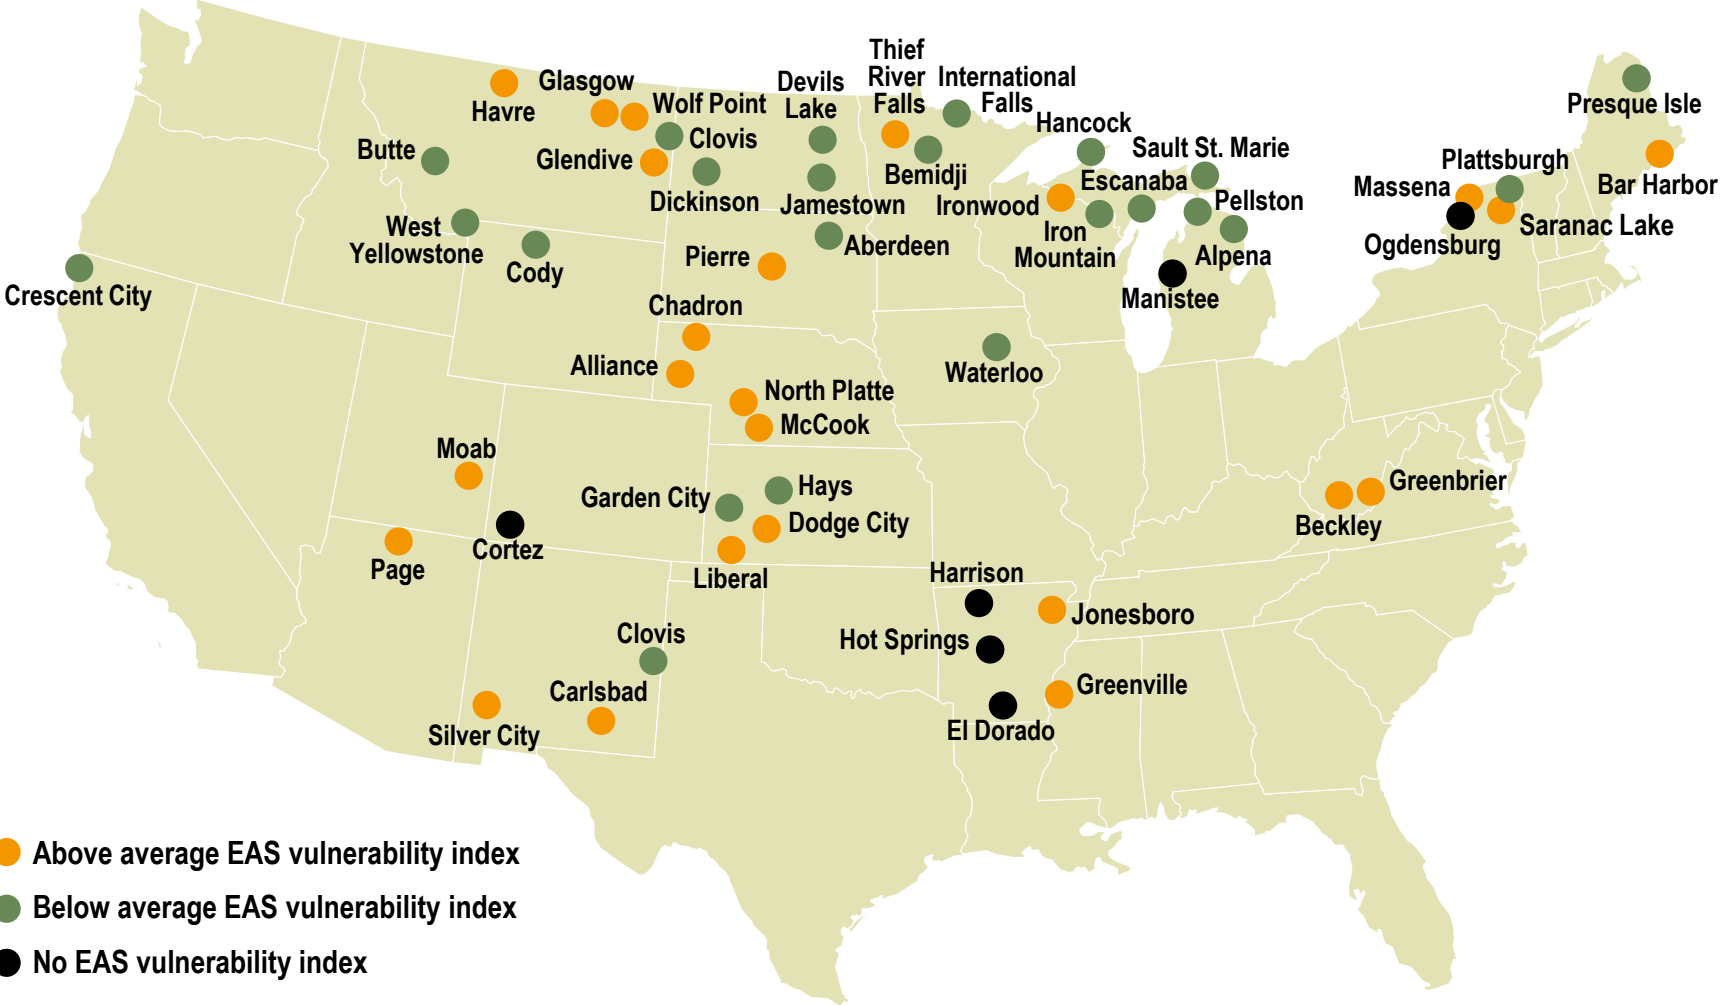 Thief
River
Falls
International
Falls
Devils
Lake
Glasgow
Havre
Wolf Point
Clovis
Butte
Glendive
Dickinson
Hancock
Sault St. Marie
Bemidji
Escanaba
Jamestown
Ironwood
Pellston
Presque Isle
Plattsburgh
Massena
Bar Harbor
Saranac Lake
Ogdensburg
West
Yellowstone
Cody
Aberdeen
Pierre
Iron
Mountain
Alpena
Manistee
Crescent City
Chadron
Alliance
Waterloo
North Platte
McCook
Moab
Garden City
Hays
Dodge City
Greenbrier
Beckley
Cortez
Page
Liberal
Harrison
Jonesboro
Hot Springs
Clovis
Carlsbad
Greenville
Silver City
El Dorado
Above average EAS vulnerability index
Below average EAS vulnerability index
No EAS vulnerability index